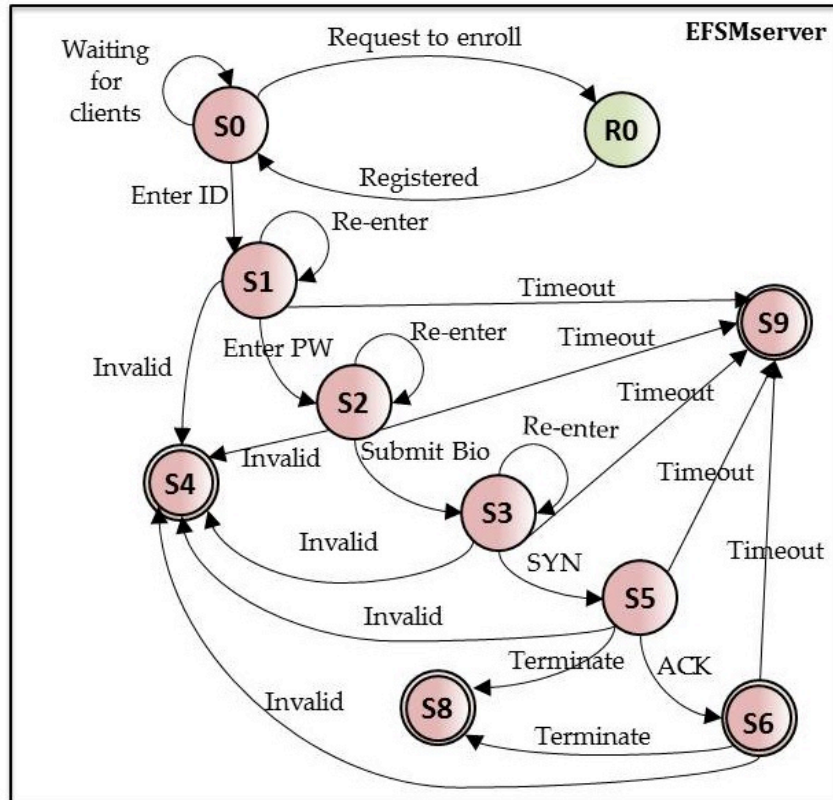 EFSMserver
Waiting
for
clients
Request to enroll
S0
R0
Registered
Enter ID
Re-enter
S1
Timeout
S9
Enter PW
Re-enter
Timeout
Invalid
S2
Timeout
Invalid
Submit Bio
Re-enter
S4
S3
Timeout
Invalid
SYN
Timeout
S5
Invalid
Terminate
ACK
Invalid
S8
S6
Terminate